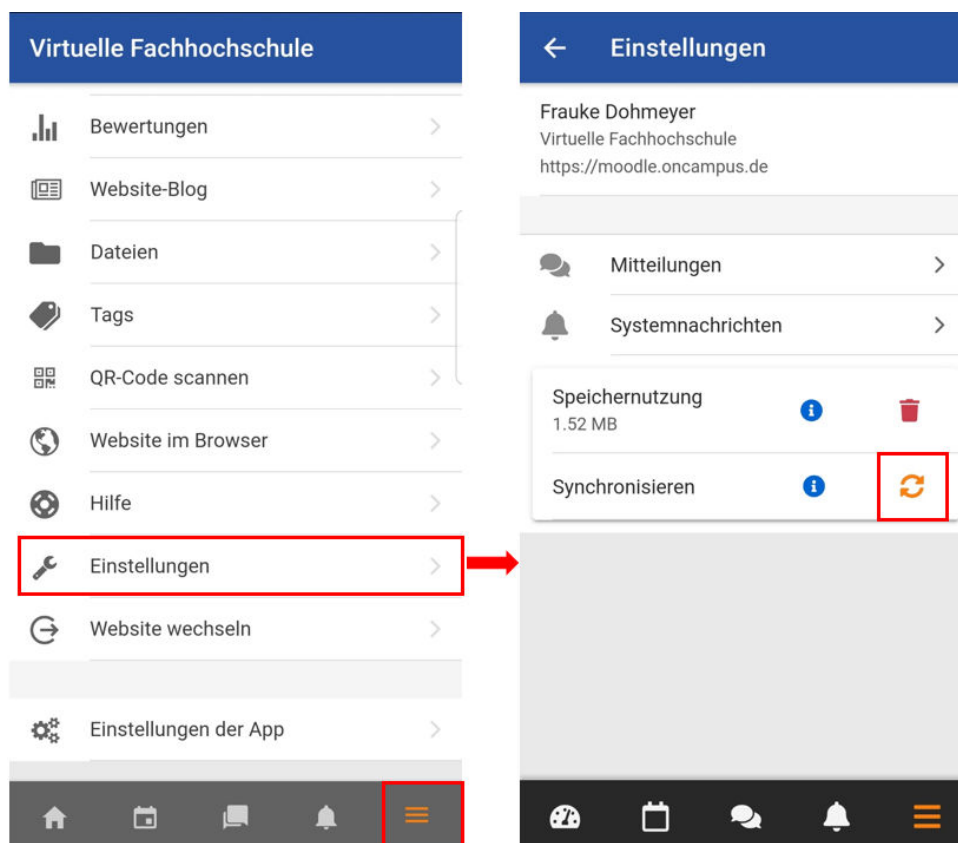 Virtuelle Fachhochschule
Bewertungen
Website-Blog
Dateien
Tags
QR-Code scannen
Website im Browser
Hilfe
Einstellungen
Website wechseln
Einstellungen der App
Einstellungen
Frauke Dohmeyer
Virtuelle Fachhochschule
https://moodle.oncampus.de
Mitteilungen
Systemnachrichten
Speichernutzung
1.52 MB
Synchronisieren